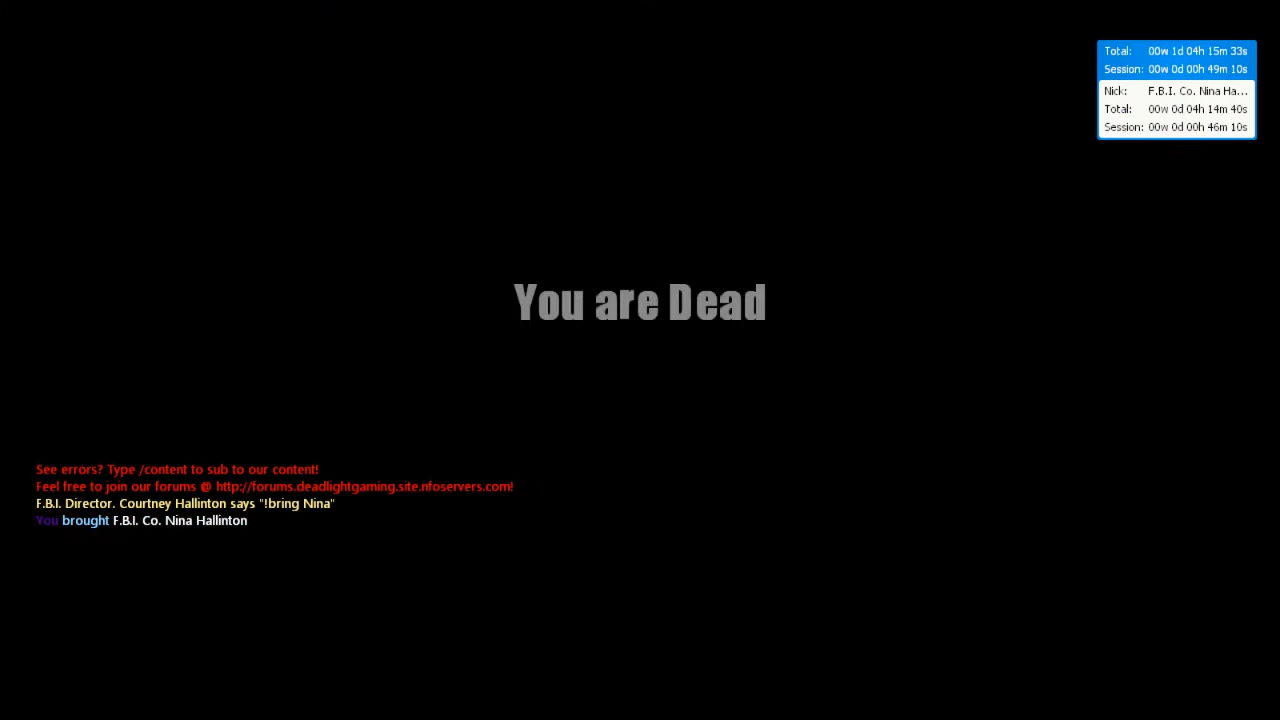 Total: 00w 1d 04h 15m 33s
Session: 00w 0d 00h 49m 10s
Nick: F.B.I. Co. Nina Ha...
Total: 00w 0d 04h 14m 40s
Session: 00w 0d 00h 46m 10s
You are Dead
See errors? Type /content to sub to our content!
Feel free to join our forums @ http://forums.deadlightgaming.site.nfoservers.com!
F.B.I. Director. Courtney Hallinton says "!bring Nina"
You brought F.B.I. Co. Nina Hallinton